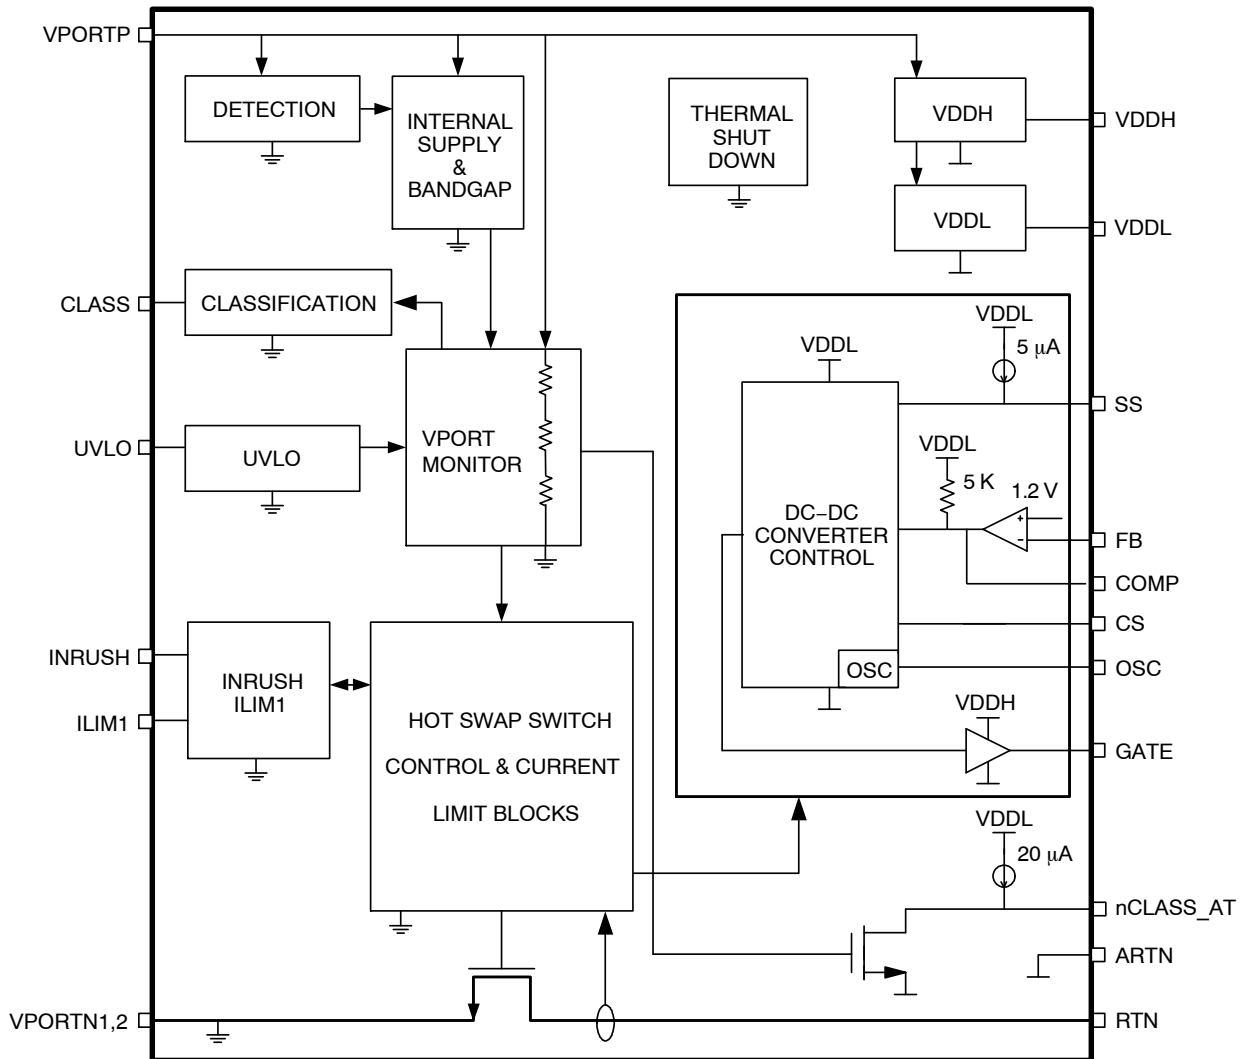 VPORTP
DETECTION
INTERNAL
SUPPLY
&
BANDGAP
THERMAL
SHUT
DOWN
VDDH
VDDH
VDDL
VDDL
CLASS
CLASSIFICATION
UVLO
UVLO
VPORT
MONITOR
VDDL
5 μA
VDDL
SS
VDDL
5 K
1.2 V
+
−
DC−DC
CONVERTER
CONTROL
FB
COMP
CS
OSC
OSC
INRUSH
ILIM1
INRUSH
ILIM1
HOT SWAP SWITCH
CONTROL & CURRENT
LIMIT BLOCKS
VDDH
GATE
VDDL
20 μA
nCLASS_AT
ARTN
VPORTN1,2
RTN